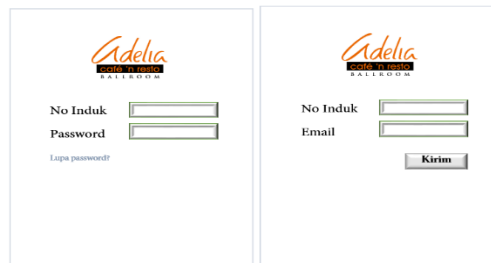 Adelia
café 'n resto
BALLROOM
No Induk
Password
Lupa password?
Adelia
café 'n resto
BALLROOM
No Induk
Email
Kirim